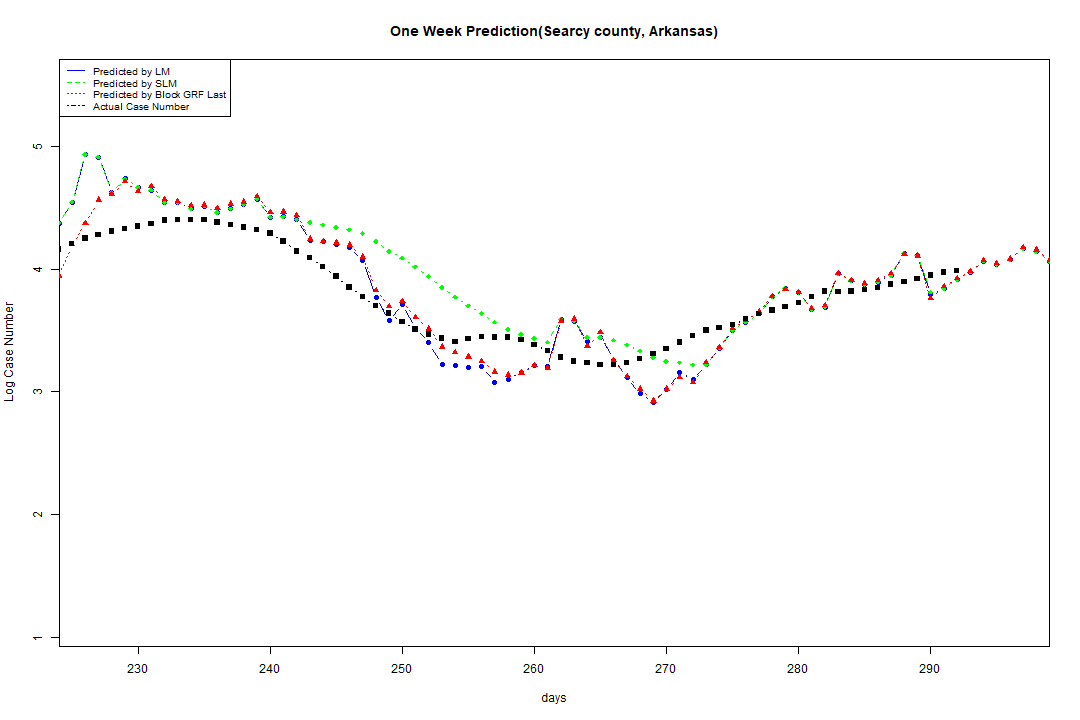 One Week Prediction(Searcy county, Arkansas)
Predicted by LM
Predicted by SLM
Predicted by Block GRF Last
Actual Case Number
5
4
3
2
1
Log Case Number
230 240 250 260 270 280 290
days